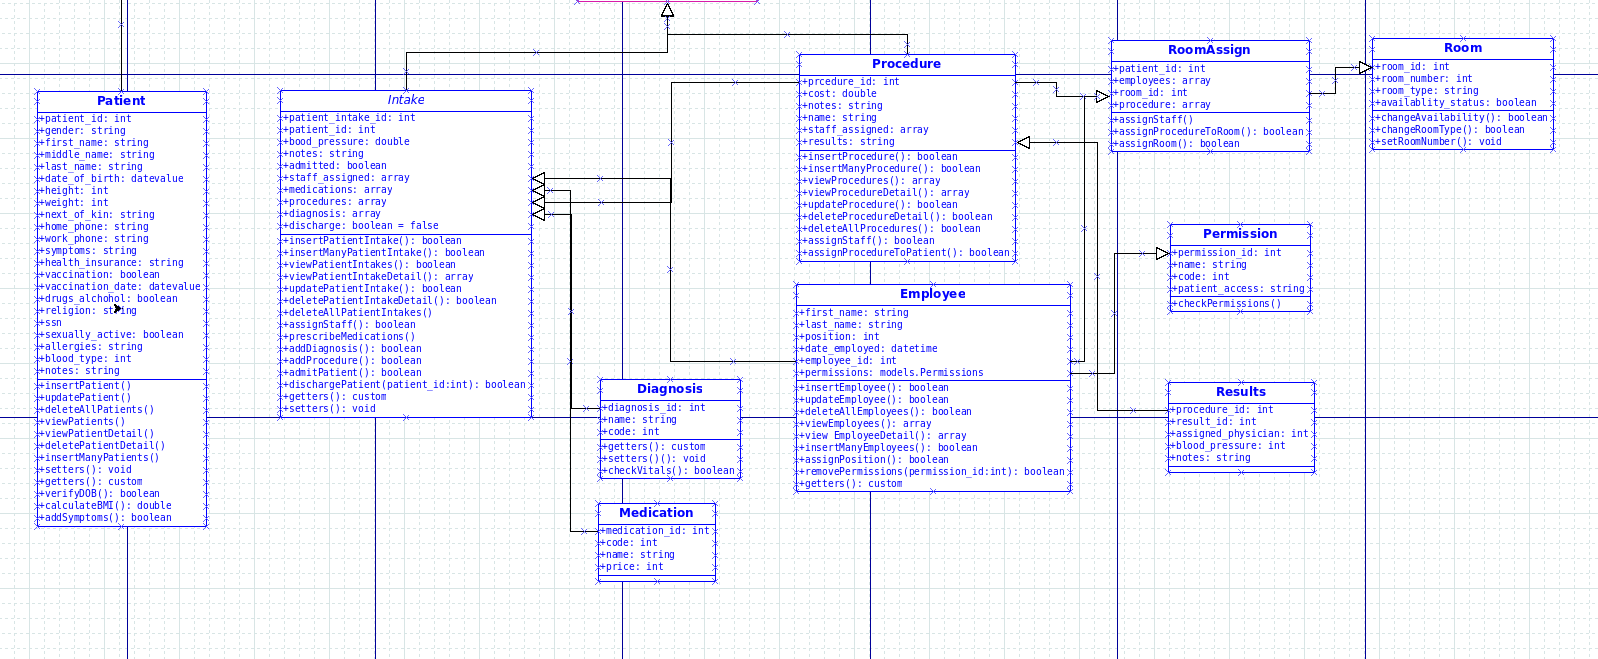 Patient
+patient_id: int
+gender: string
+first_name: string
+middle_name: string
+last_name: string
+date_of_birth: datevalue
+height: int
+weight: int
+next_of_kin: string
+home_phone: string
+work_phone: string
+symptoms: string
+health_insurance: string
+vaccination: boolean
+vaccination_date: datevalue
+drugs_alchohol: boolean
+religion: string
+ssn
+sexually_active: boolean
+allergies: string
+blood_type: int
+notes: string
+insertPatient()
+updatePatient()
+deleteAllPatients()
+viewPatients()
+viewPatientDetail()
+deletePatientDetail()
+insertManyPatients()
+setters(): void
+getters(): custom
+verifyDOB(): boolean
+calculateBMI(): double
+addSymptoms(): boolean
Intake
+patient_intake_id: int
+patient_id: int
+bood_pressure: double
+notes: string
+admitted: boolean
+staff_assigned: array
+medications: array
+procedures: array
+diagnosis: array
+discharge: boolean = false
+insertPatientIntake(): boolean
+insertManyPatientIntake(): boolean
+viewPatientIntakes(): boolean
+viewPatientIntakeDetail(): array
+updatePatientIntake(): boolean
+deletePatientIntakeDetail(): boolean
+deleteAllPatientIntakes()
+assignStaff(): boolean
+prescribeMedications()
+addDiagnosis(): boolean
+addProcedure(): boolean
+admitPatient(): boolean
+dischargePatient(patient_id:int): boolean
+getters(): custom
+setters(): void
Diagnosis
+diagnosis_id: int
+name: string
+code: int
+getters(): custom
+setters()(): void
+checkVitals(): boolean
Medication
+medication_id: int
+code: int
+name: string
+price: int
Procedure
+prcedure_id: int
+cost: double
+notes: string
+name: string
+staff_assigned: array
+results: string
+insertProcedure(): boolean
+insertManyProcedure(): boolean
+viewProcedures(): array
+viewProcedureDetail(): array
+updateProcedure(): boolean
+deleteProcedureDetail(): boolean
+deleteAllProcedures(): boolean
+assignStaff(): boolean
+assignProcedureToPatient(): boolean
Employee
+first_name: string
+last_name: string
+position: int
+date_employed: datetime
+employee_id: int
+permissions: models.Permissions
+insertEmployee(): boolean
+updateEmployee(): boolean
+deleteAllEmployees(): boolean
+viewEmployees(): array
+view EmployeeDetail(): array
+insertManyEmployees(): boolean
+assignPosition(): boolean
+removePermissions(permission_id:int): boolean
+getters(): custom
RoomAssign
+patient_id: int
+employees: array
+room_id: int
+procedure: array
+assignStaff()
+assignProcedureToRoom(): boolean
+assignRoom(): boolean
Room
+room_id: int
+room_number: int
+room_type: string
+availablity_status: boolean
+changeAvailability(): boolean
+changeRoomType(): boolean
+setRoomNumber(): void
Permission
+permission_id: int
+name: string
+code: int
+patient_access: string
+checkPermissions()
Results
+procedure_id: int
+result_id: int
+assigned_physician: int
+blood_pressure: int
+notes: string